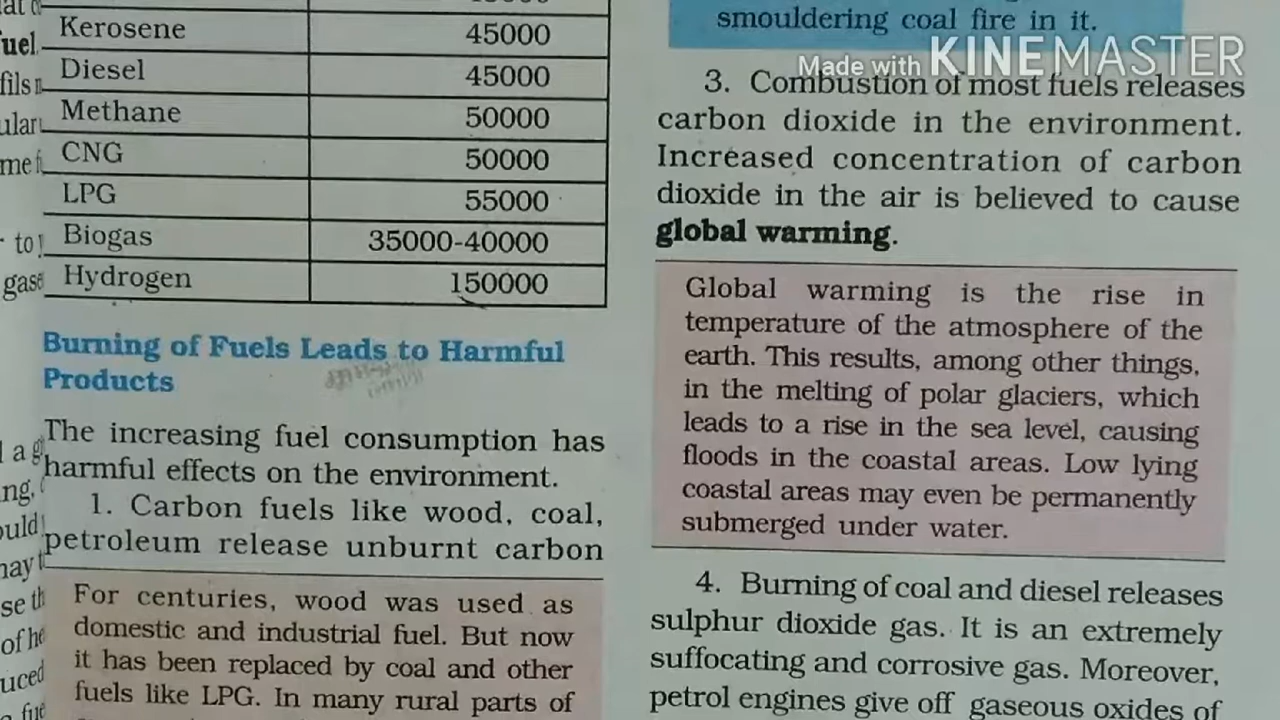 Kerosene 45000
Diesel 45000
Methane 50000
CNG 50000
LPG 55000
Biogas 35000-40000
Hydrogen 150000
Burning of Fuels Leads to Harmful
Products
The increasing fuel consumption has
harmful effects on the environment.
1. Carbon fuels like wood, coal,
petroleum release unburnt carbon
For centuries, wood was used as
domestic and industrial fuel. But now
it has been replaced by coal and other
fuels like LPG. In many rural parts of
smouldering coal fire in it.
Made with KINEMASTER
3. Combustion of most fuels releases
carbon dioxide in the environment.
Increased concentration of carbon
dioxide in the air is believed to cause
global warming.
Global warming is the rise in
temperature of the atmosphere of the
earth. This results, among other things,
in the melting of polar glaciers, which
leads to a rise in the sea level, causing
floods in the coastal areas. Low lying
coastal areas may even be permanently
submerged under water.
4. Burning of coal and diesel releases
sulphur dioxide gas. It is an extremely
suffocating and corrosive gas. Moreover,
petrol engines give off gaseous oxides of